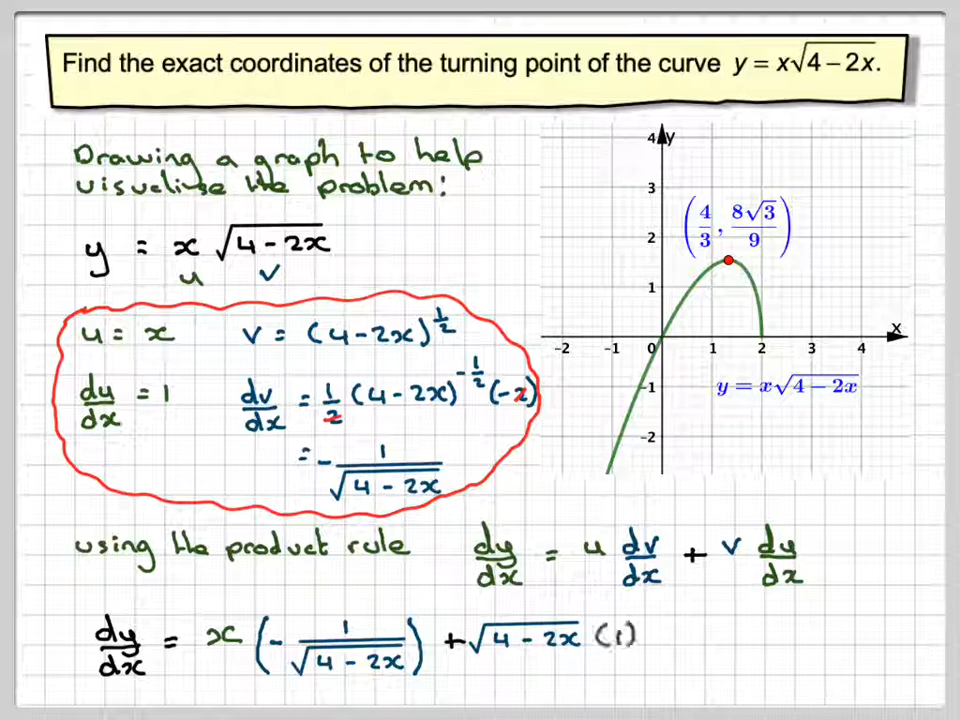 Find the exact coordinates of the turning point of the curve y = x√(4 – 2x).
Drawing a graph to help
visualise the problem:
y = x √(4 - 2x)
u v
u = x v = (4 - 2x)^(1/2)
du/dx = 1 dv/dx = 1/2 (4 - 2x)^(-1/2) (-2)
= - 1/√(4 - 2x)
y
4
3
2
1
-1
-2
-2 -1 0 1 2 3 4 x
(4/3, 8√3/9)
y = x√(4 – 2x)
using the product rule dy/dx = u dv/dx + v du/dx
dy/dx = x (- 1/√(4 - 2x)) + √(4 - 2x) (1)